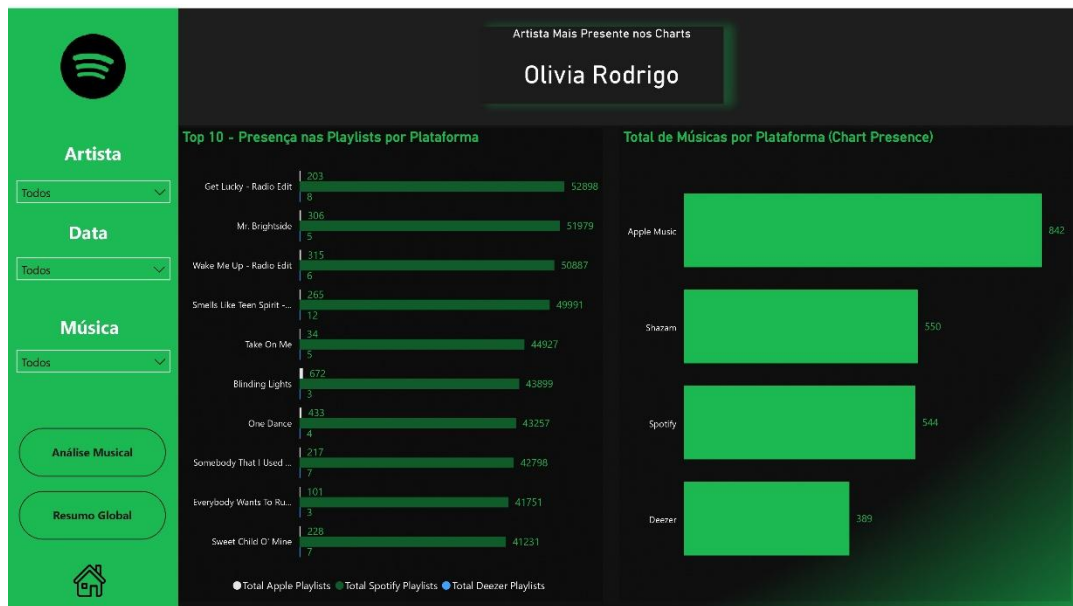 Artista Mais Presente nos Charts
Olivia Rodrigo
Artista
Todos
Data
Todos
Música
Todos
Análise Musical
Resumo Global
Top 10 - Presença nas Playlists por Plataforma
Get Lucky - Radio Edit
203
52898
8
Mr. Brightside
306
51979
5
Wake Me Up - Radio Edit
315
50887
6
Smells Like Teen Spirit -...
265
49991
12
Take On Me
34
44927
5
Blinding Lights
672
43899
3
One Dance
433
43257
4
Somebody That I Used ...
217
42798
7
Everybody Wants To Ru...
101
41751
3
Sweet Child O' Mine
228
41231
7
Total Apple Playlists Total Spotify Playlists Total Deezer Playlists
Total de Músicas por Plataforma (Chart Presence)
Apple Music
842
Shazam
550
Spotify
544
Deezer
389